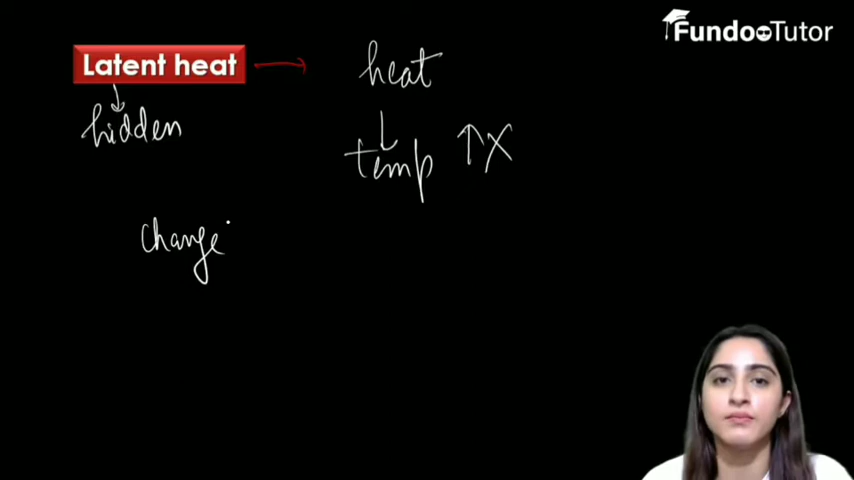 FundooTutor
Latent heat → heat
↓
hidden
↓
temp ↑ X
change